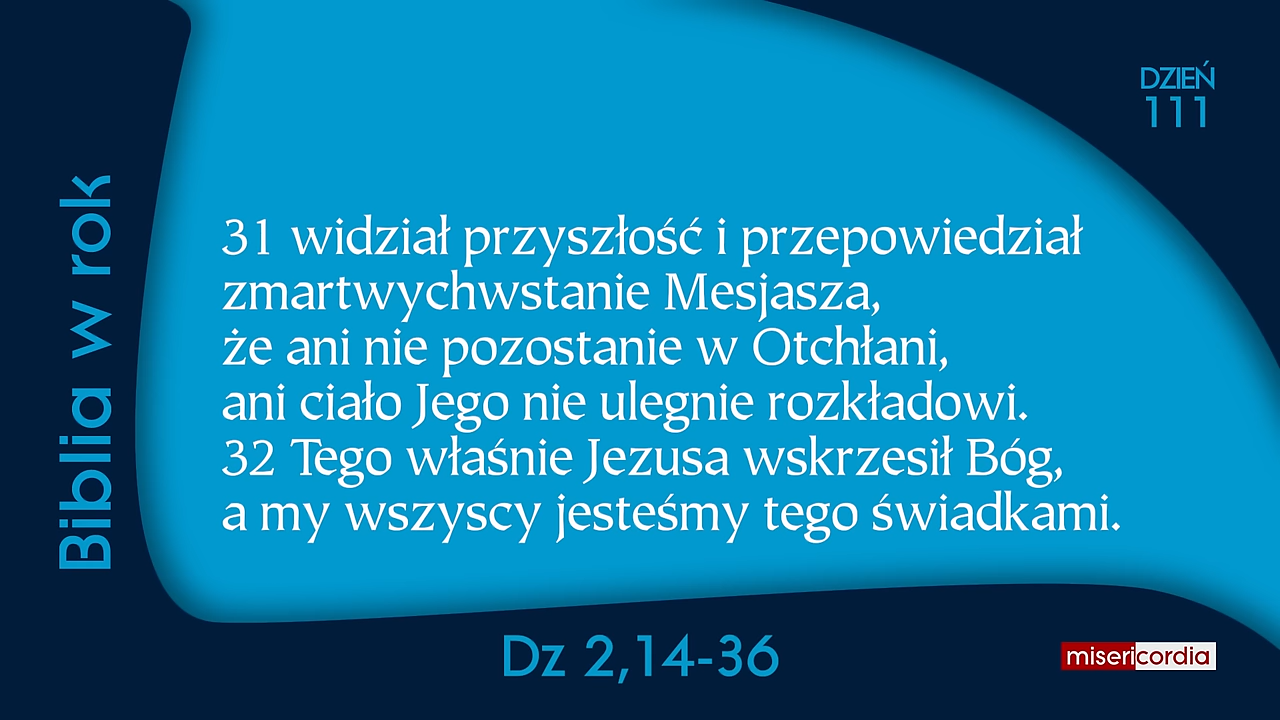 DZIEŃ
111
Biblia w rok
31 widział przyszłość i przepowiedział
zmartwychwstanie Mesjasza,
że ani nie pozostanie w Otchłani,
ani ciało Jego nie ulegnie rozkładowi.
32 Tego właśnie Jezusa wskrzesił Bóg,
a my wszyscy jesteśmy tego świadkami.
Dz 2,14-36
misericordia